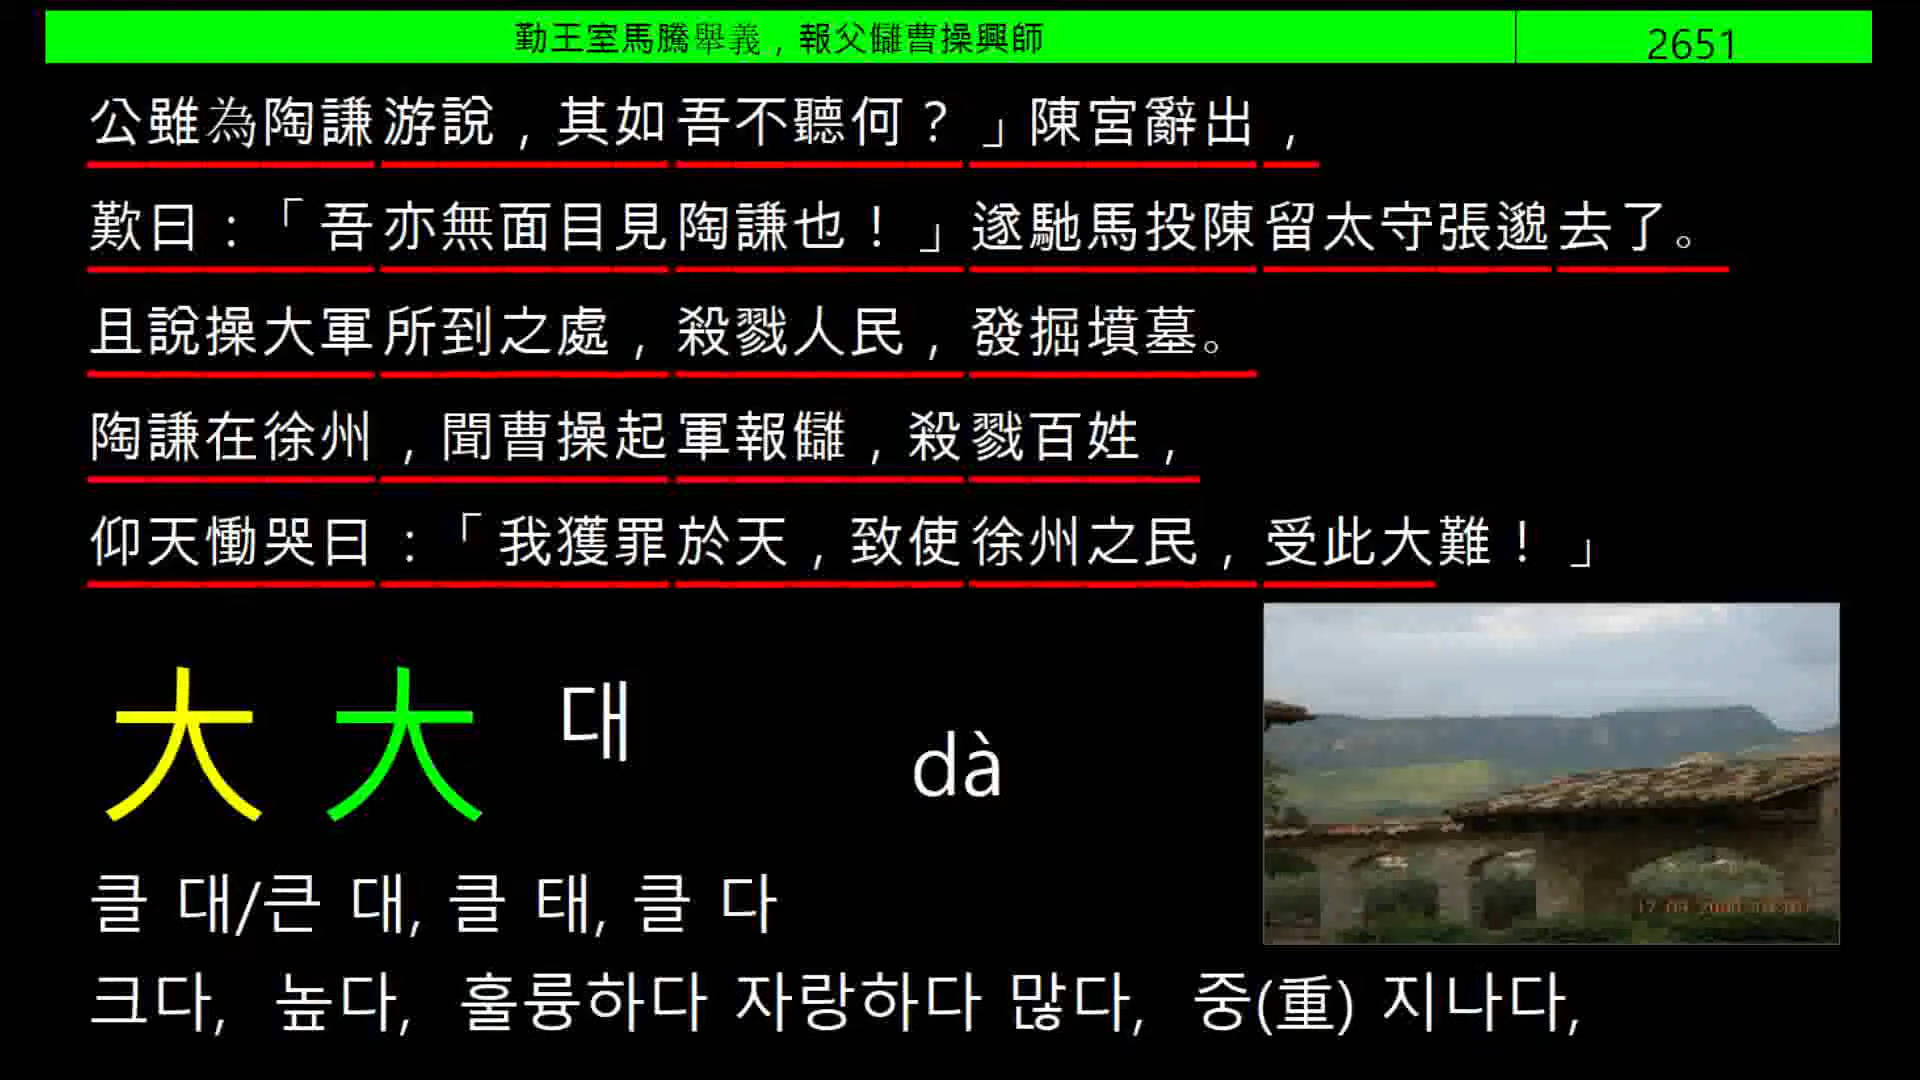 勤王室馬騰舉義，報父讎曹操興師
2651
公雖為陶謙游說，其如吾不聽何？」陳宮辭出，
歎曰：「吾亦無面目見陶謙也！」遂馳馬投陳留太守張邈去了。
且說操大軍所到之處，殺戮人民，發掘墳墓。
陶謙在徐州，聞曹操起軍報讎，殺戮百姓，
仰天慟哭曰：「我獲罪於天，致使徐州之民，受此大難！」
大 大 대 dà
클 대/큰 대, 클 태, 클 다
크다, 높다, 훌륭하다 자랑하다 많다, 중(重) 지나다,